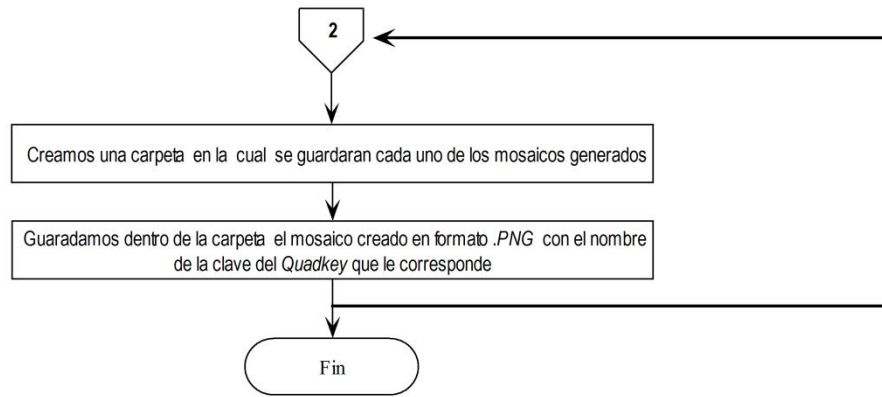 2
Creamos una carpeta en la cual se guardaran cada uno de los mosaicos generados
Guaradamos dentro de la carpeta el mosaico creado en formato .PNG con el nombre
de la clave del Quadkey que le corresponde
Fin